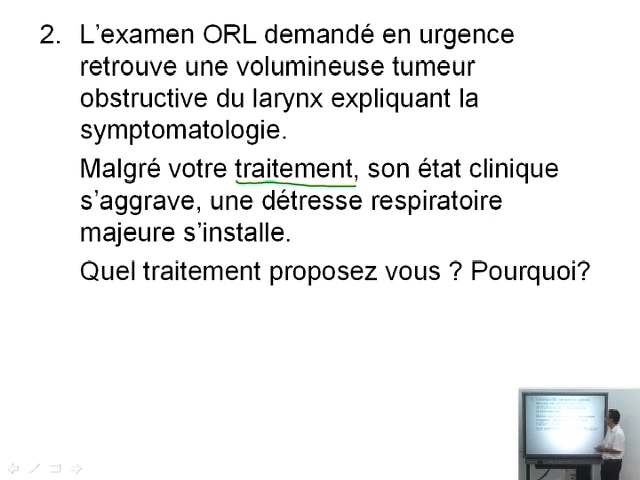 2. L’examen ORL demandé en urgence
retrouve une volumineuse tumeur
obstructive du larynx expliquant la
symptomatologie.
Malgré votre traitement, son état clinique
s’aggrave, une détresse respiratoire
majeure s’installe.
Quel traitement proposez vous ? Pourquoi?